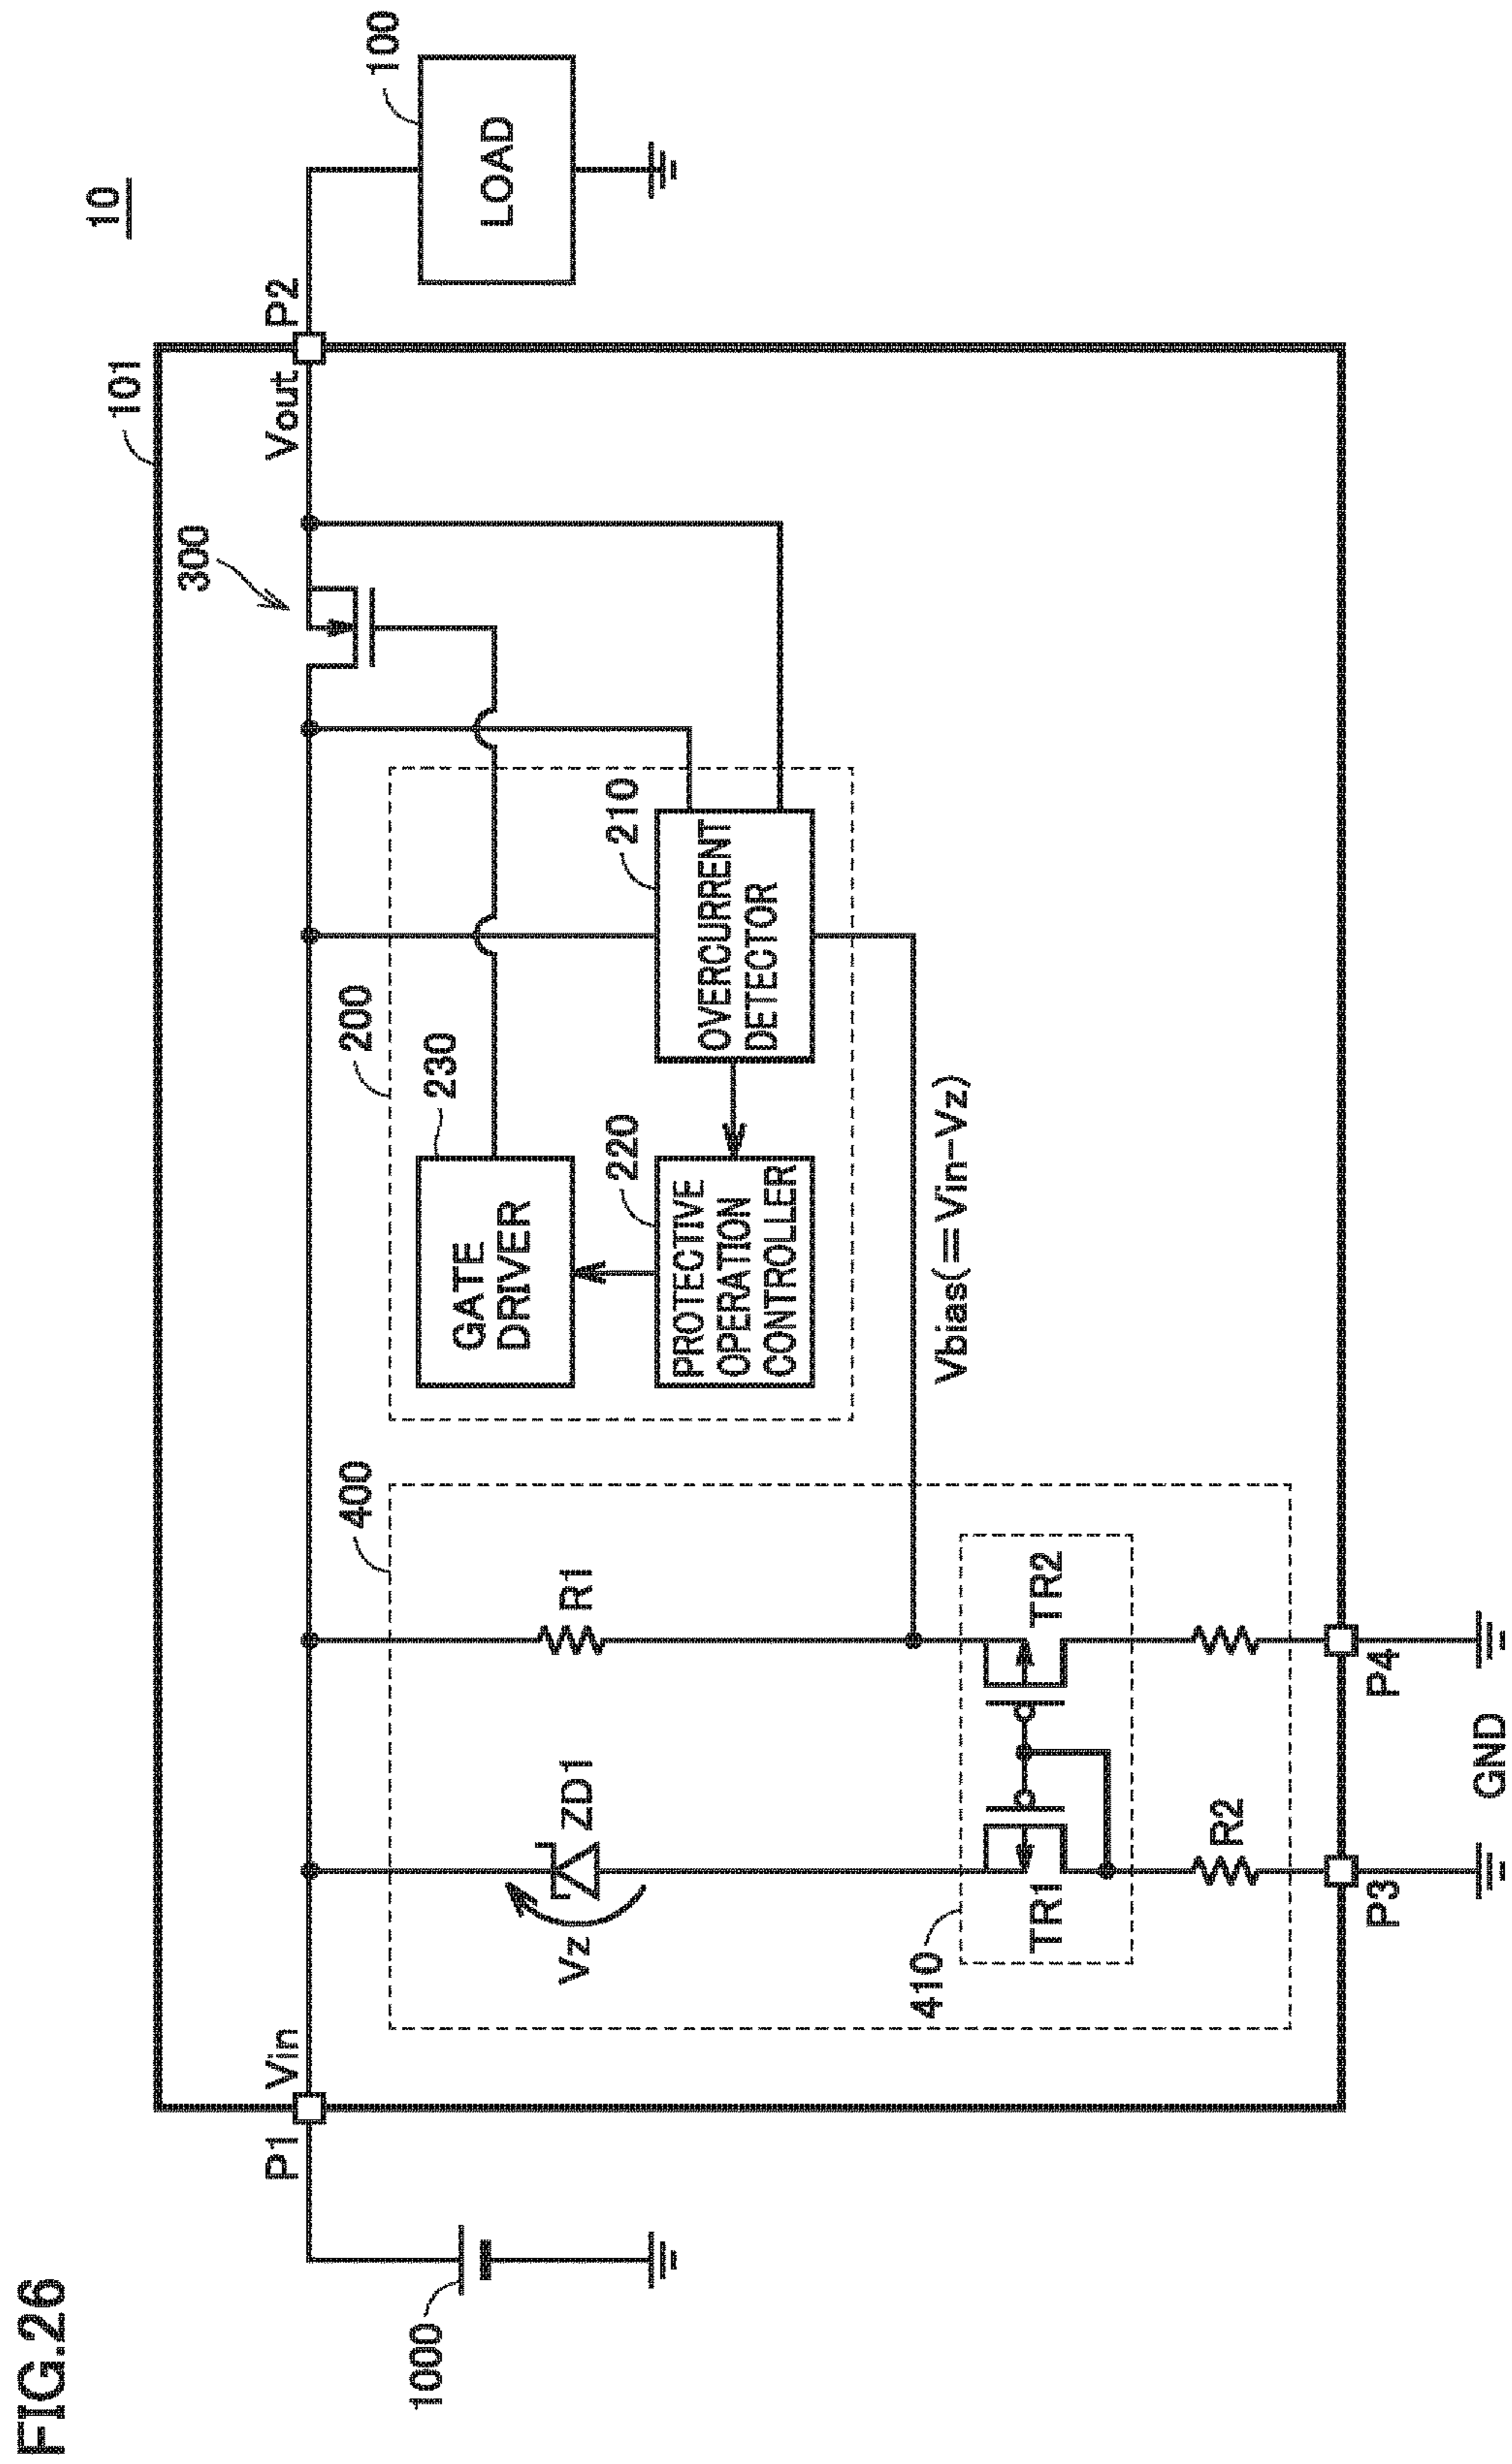 FIG.26
10
101
P1
Vin
Vout
P2
300
100
LOAD
1000
400
200
230
GATE
DRIVER
Vz
ZD1
R1
220
PROTECTIVE
OPERATION
CONTROLLER
210
OVERCURRENT
DETECTOR
Vbias(=Vin-Vz)
410
TR1
TR2
R2
P3
P4
GND